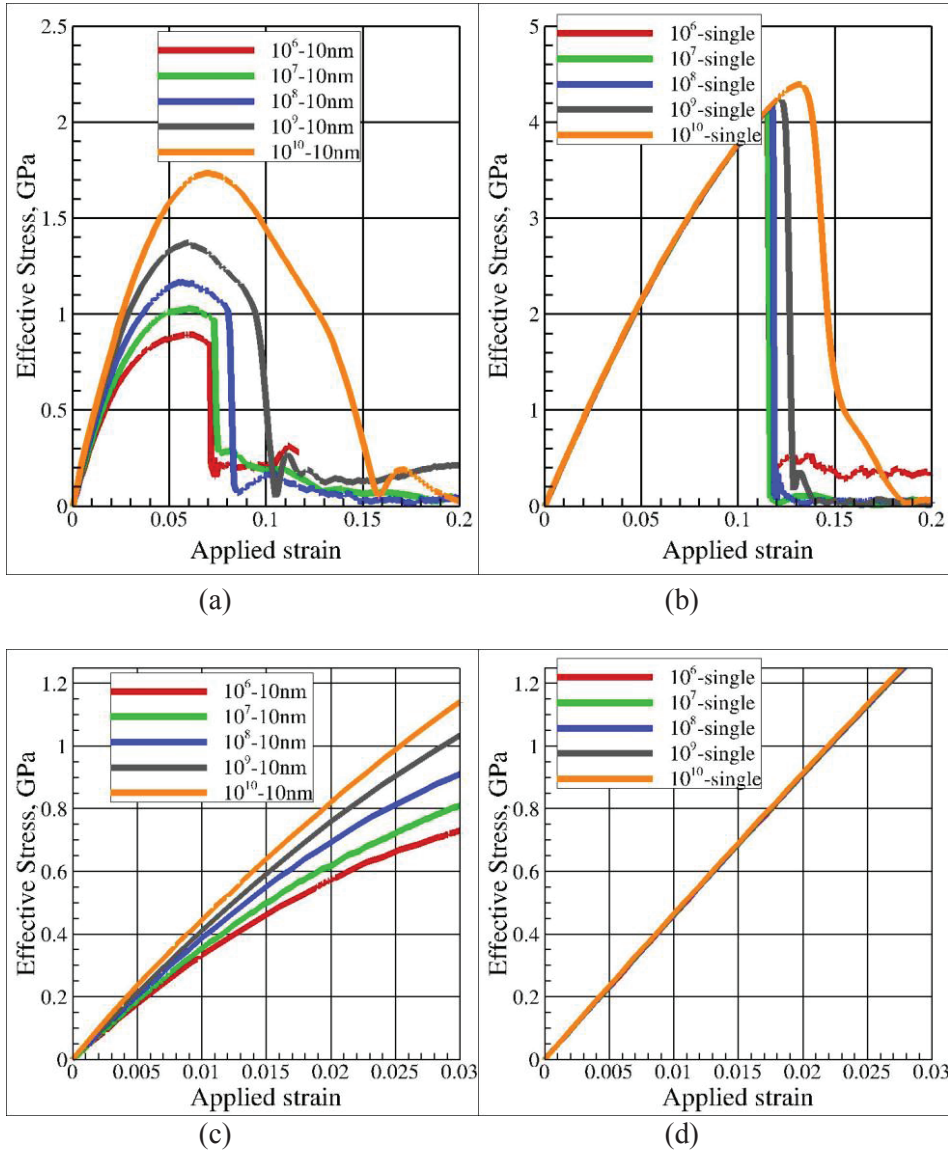 2.5
2
1.5
1
0.5
0
0 0.05 0.1 0.15 0.2
Effective Stress, GPa
Applied strain
10⁶-10nm
10⁷-10nm
10⁸-10nm
10⁹-10nm
10¹⁰-10nm
(a)
5
4
3
2
1
0
0 0.05 0.1 0.15 0.2
Effective Stress, GPa
Applied strain
10⁶-single
10⁷-single
10⁸-single
10⁹-single
10¹⁰-single
(b)
1.2
1
0.8
0.6
0.4
0.2
0
0 0.005 0.01 0.015 0.02 0.025 0.03
Effective Stress, GPa
Applied strain
10⁶-10nm
10⁷-10nm
10⁸-10nm
10⁹-10nm
10¹⁰-10nm
(c)
1.2
1
0.8
0.6
0.4
0.2
0
0 0.005 0.01 0.015 0.02 0.025 0.03
Effective Stress, GPa
Applied strain
10⁶-single
10⁷-single
10⁸-single
10⁹-single
10¹⁰-single
(d)